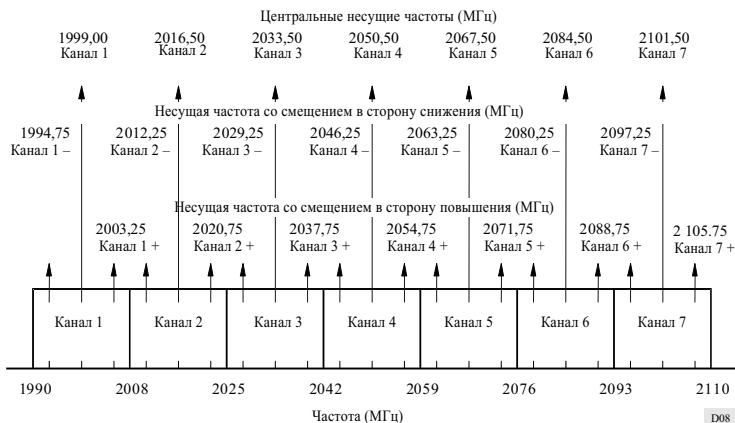 Центральные несущие частоты (МГц)
1999,00 2016,50 2033,50 2050,50 2067,50 2084,50 2101,50
Канал 1 Канал 2 Канал 3 Канал 4 Канал 5 Канал 6 Канал 7
Несущая частота со смещением в сторону снижения (МГц)
1994,75 2012,25 2029,25 2046,25 2063,25 2080,25 2097,25
Канал 1 – Канал 2 – Канал 3 – Канал 4 – Канал 5 – Канал 6 – Канал 7 –
Несущая частота со смещением в сторону повышения (МГц)
2003,25 2020,75 2037,75 2054,75 2071,75 2088,75 2 105.75
Канал 1 + Канал 2 + Канал 3 + Канал 4 + Канал 5 + Канал 6 + Канал 7 +
Канал 1 Канал 2 Канал 3 Канал 4 Канал 5 Канал 6 Канал 7
1990 2008 2025 2042 2059 2076 2093 2110
Частота (МГц)
D08